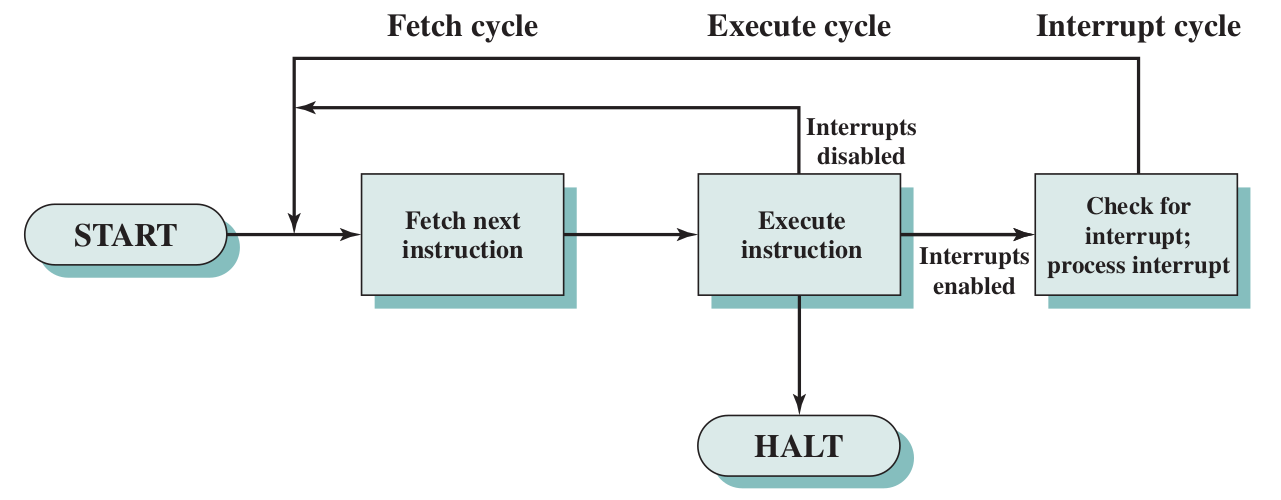 Fetch cycle
Execute cycle
Interrupt cycle
Interrupts
disabled
START
Fetch next
instruction
Execute
instruction
Interrupts
enabled
Check for
interrupt;
process interrupt
HALT